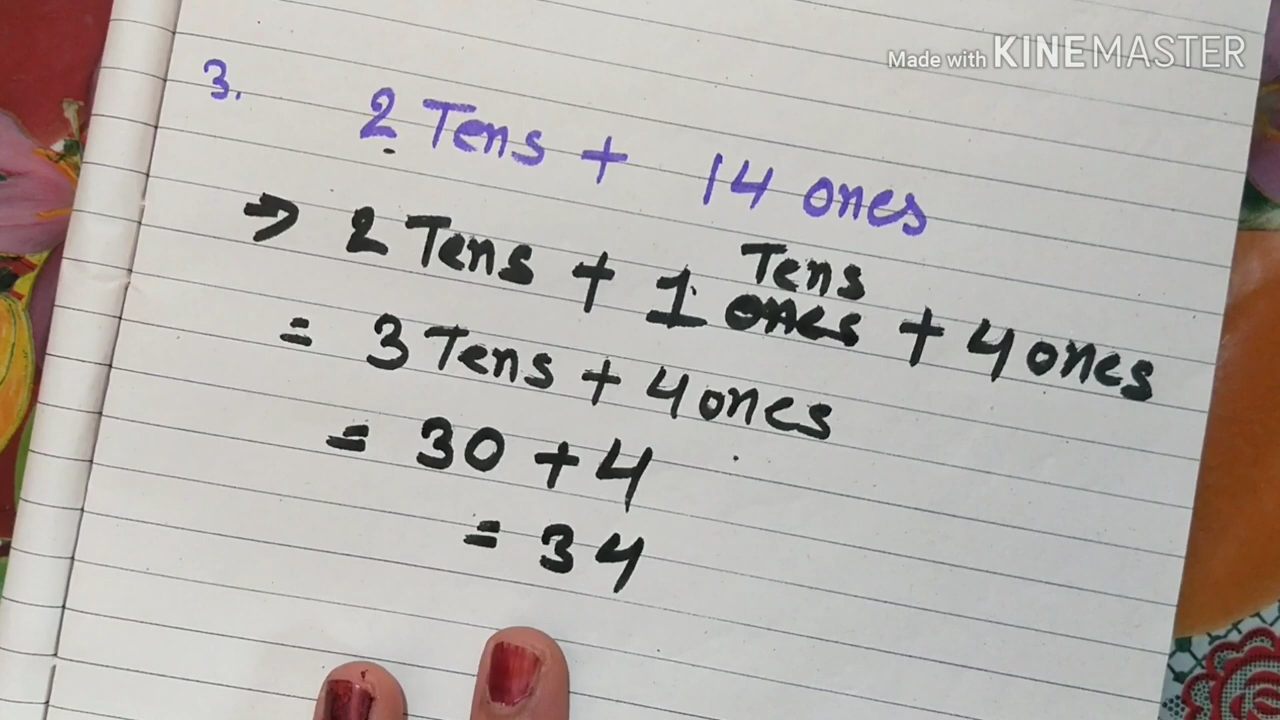 Made with KINEMASTER
3. 2 Tens + 14 ones
⇒ 2 Tens + 1 ones + 4 ones
Tens
= 3 Tens + 4 ones
= 30 + 4
= 34